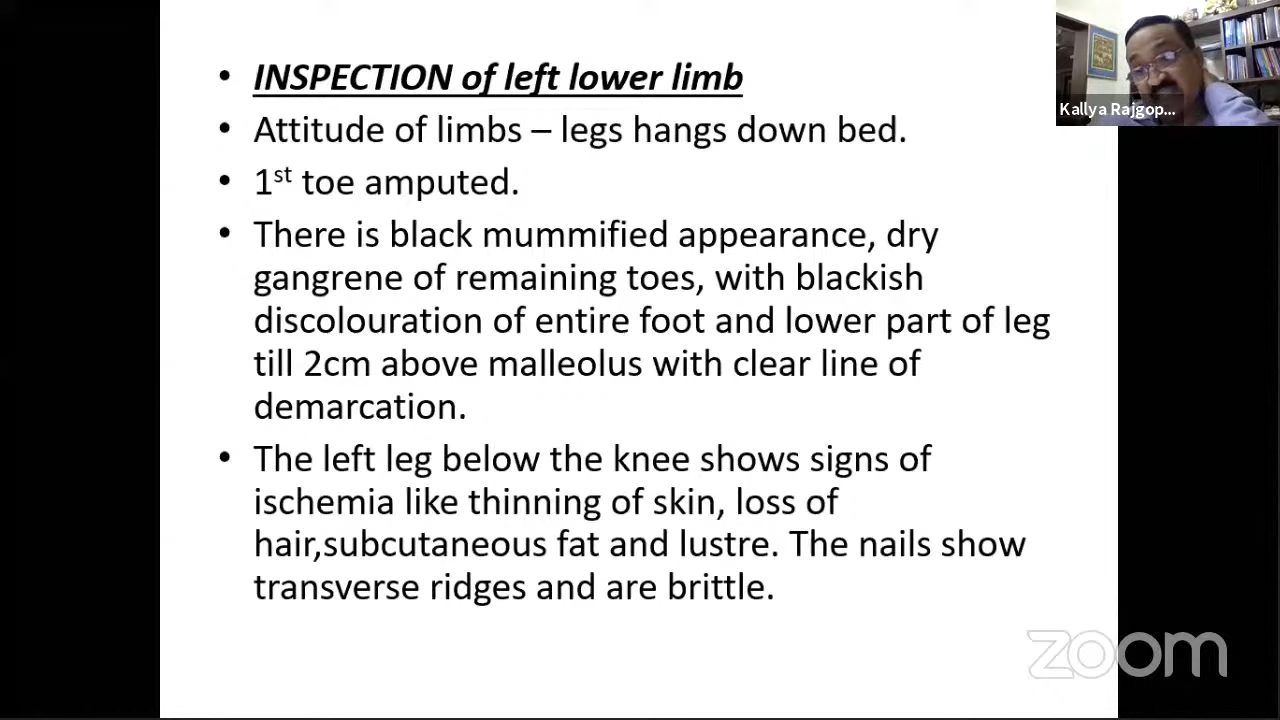 • INSPECTION of left lower limb
• Attitude of limbs – legs hangs down bed.
• 1st toe amputed.
• There is black mummified appearance, dry
gangrene of remaining toes, with blackish
discolouration of entire foot and lower part of leg
till 2cm above malleolus with clear line of
demarcation.
• The left leg below the knee shows signs of
ischemia like thinning of skin, loss of
hair,subcutaneous fat and lustre. The nails show
transverse ridges and are brittle.
Kallya Rajgop...
zoom